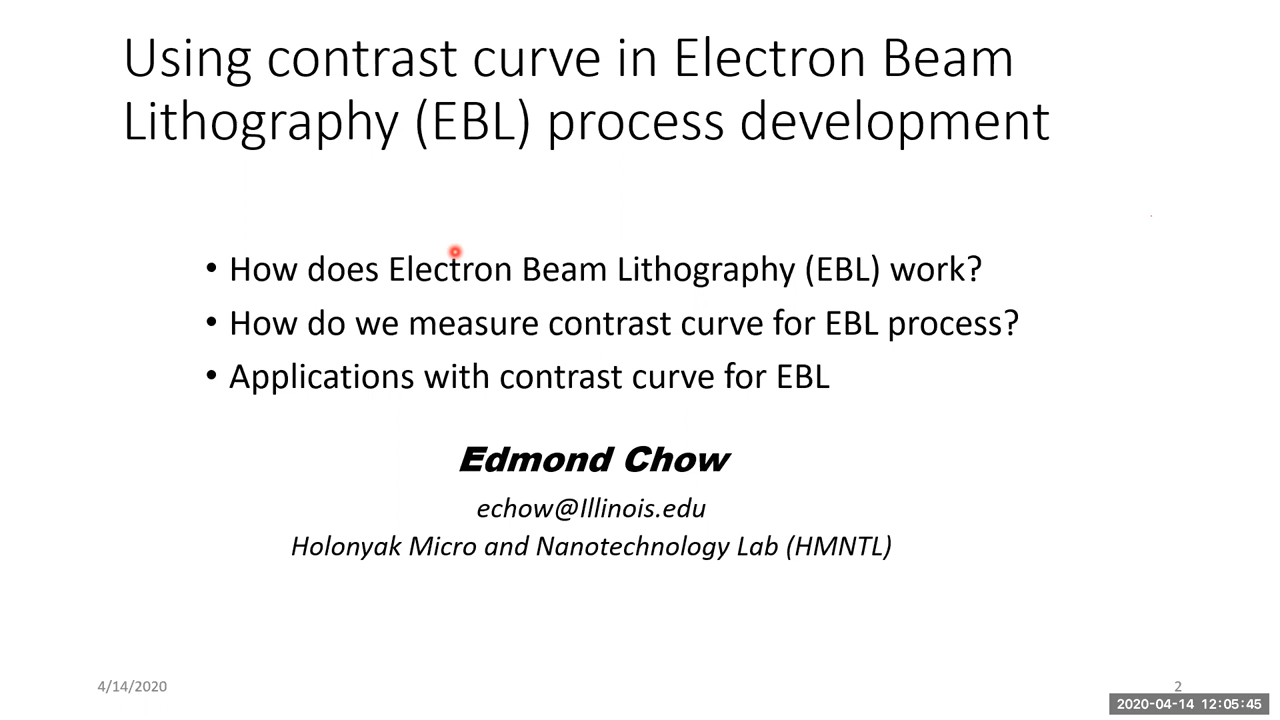 Using contrast curve in Electron Beam
Lithography (EBL) process development
• How does Electron Beam Lithography (EBL) work?
• How do we measure contrast curve for EBL process?
• Applications with contrast curve for EBL
Edmond Chow
echow@Illinois.edu
Holonyak Micro and Nanotechnology Lab (HMNTL)
4/14/2020
2
2020-04-14 12:05:45